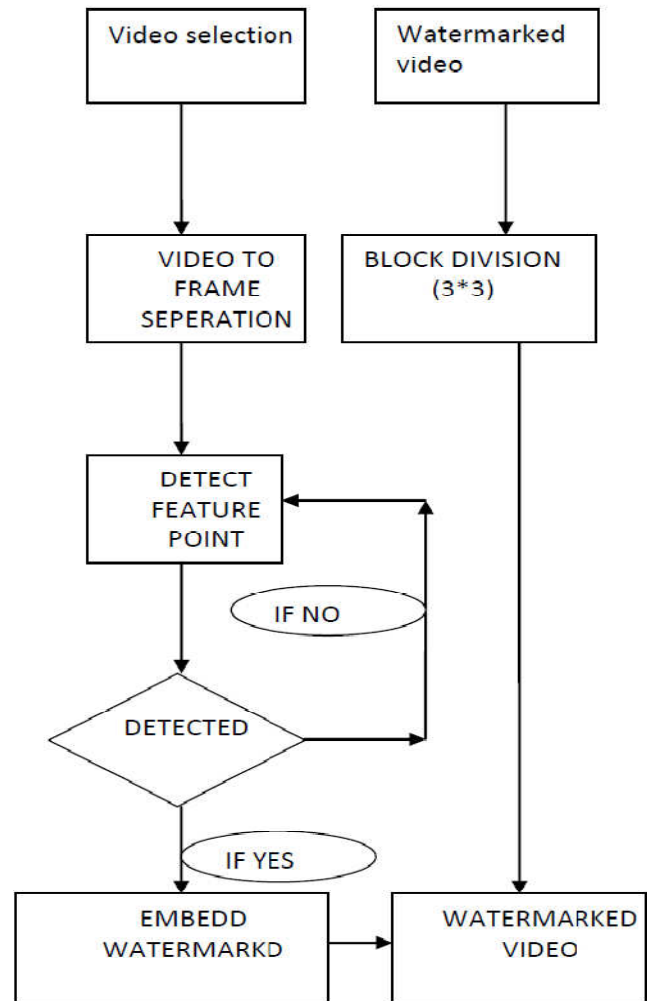 Video selection
Watermarked
video
VIDEO TO
FRAME
SEPERATION
BLOCK DIVISION
(3*3)
DETECT
FEATURE
POINT
IF NO
DETECTED
IF YES
EMBEDD
WATERMARKD
WATERMARKED
VIDEO